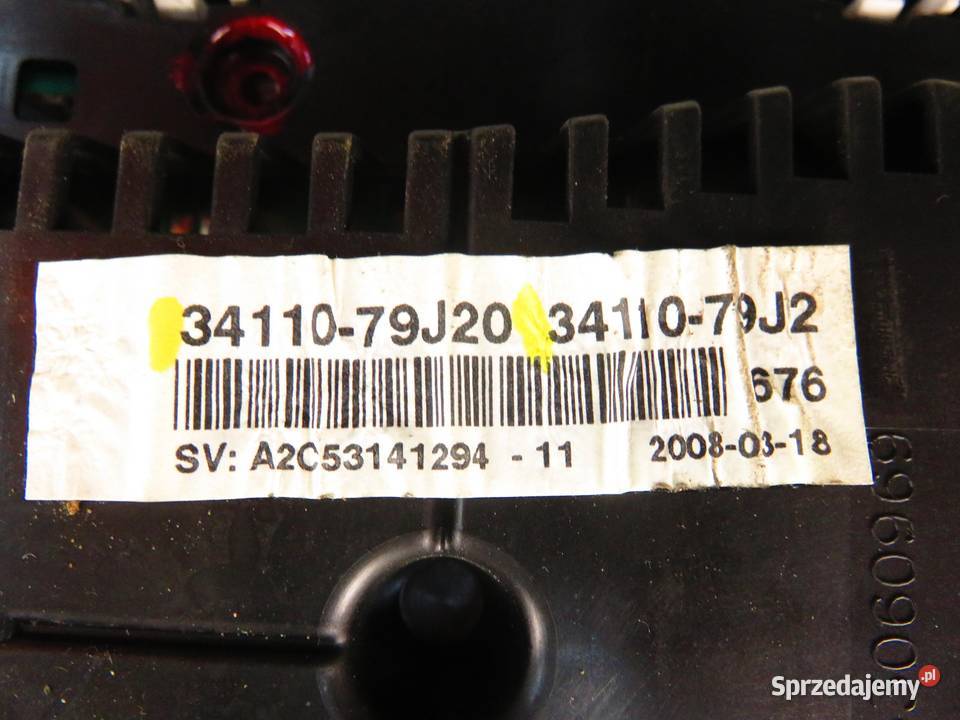 34110-79J20 34110-79J2
676
SV: A2C53141294 - 11 2008-03-18
Sprzedajemy.pl